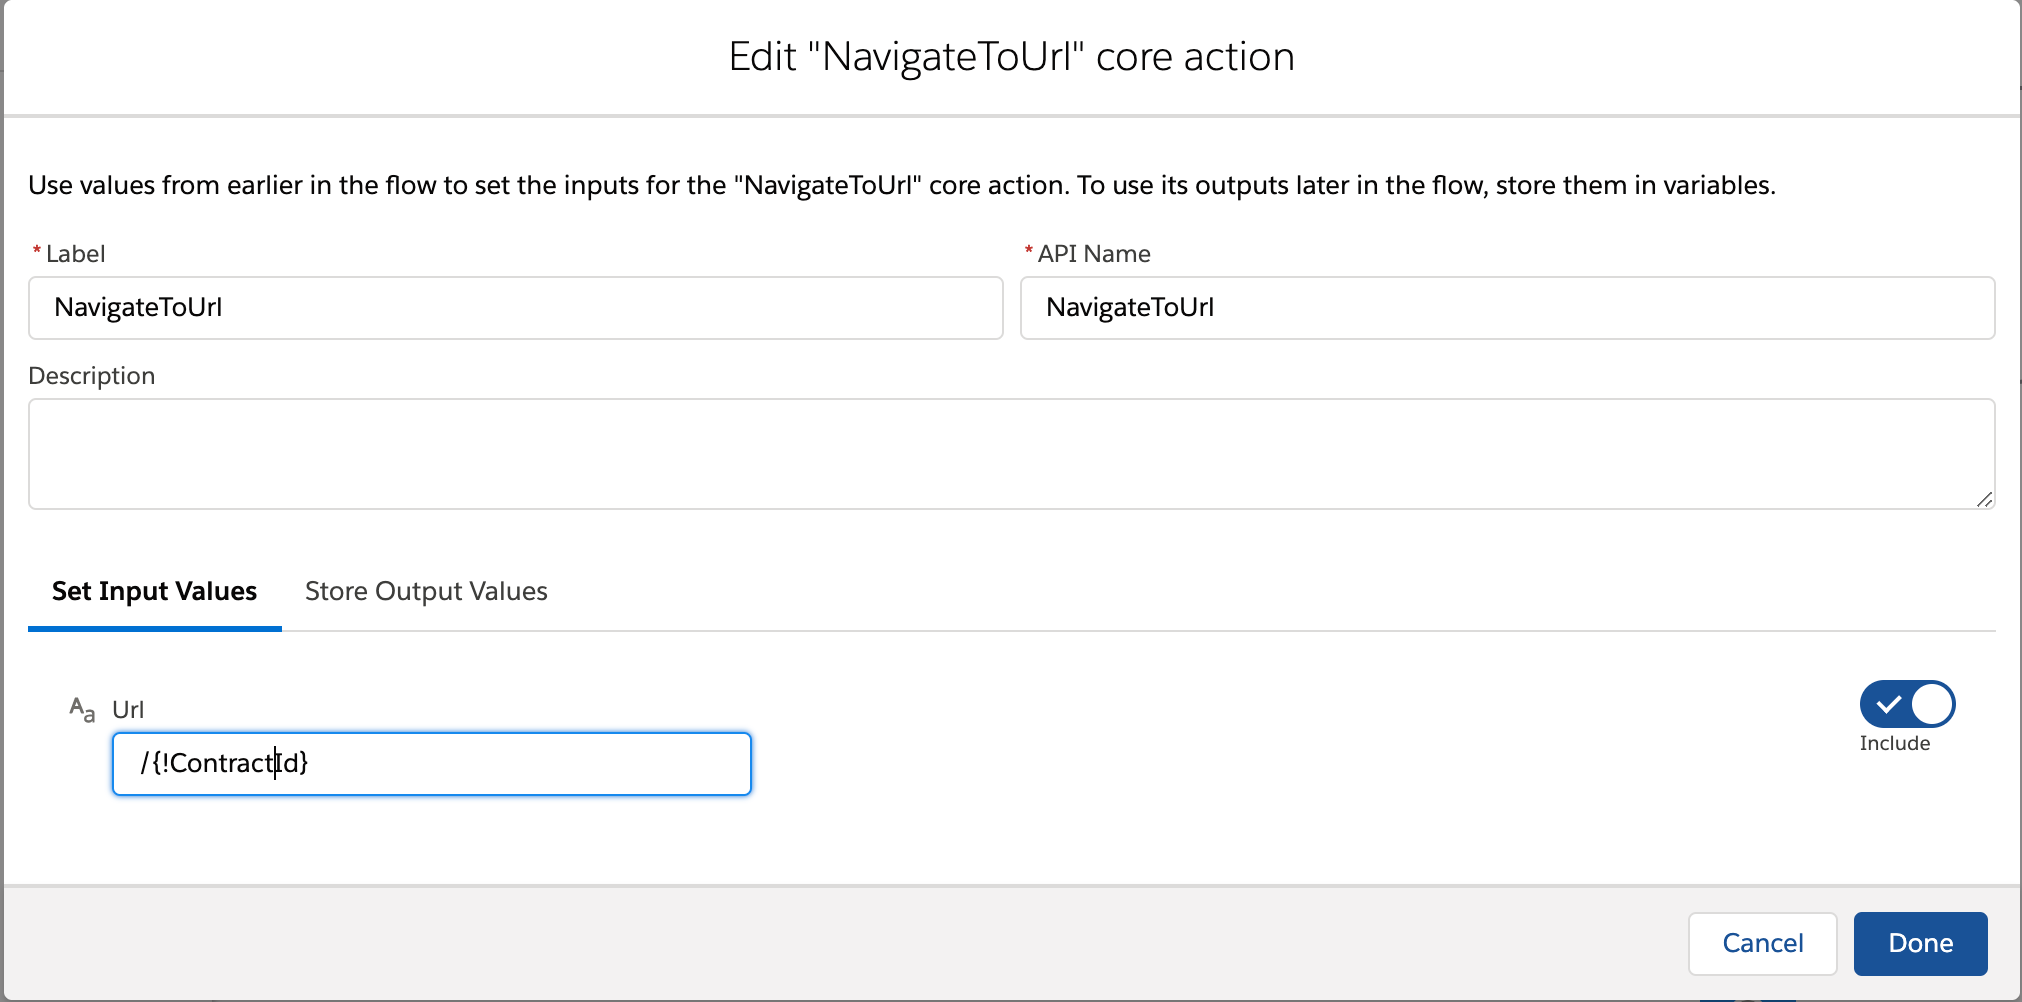 Edit "NavigateToUrl" core action
Use values from earlier in the flow to set the inputs for the "NavigateToUrl" core action. To use its outputs later in the flow, store them in variables.
* Label
* API Name
NavigateToUrl
NavigateToUrl
Description
Set Input Values
Store Output Values
Aa Url
/{!ContractId}
Include
Cancel
Done